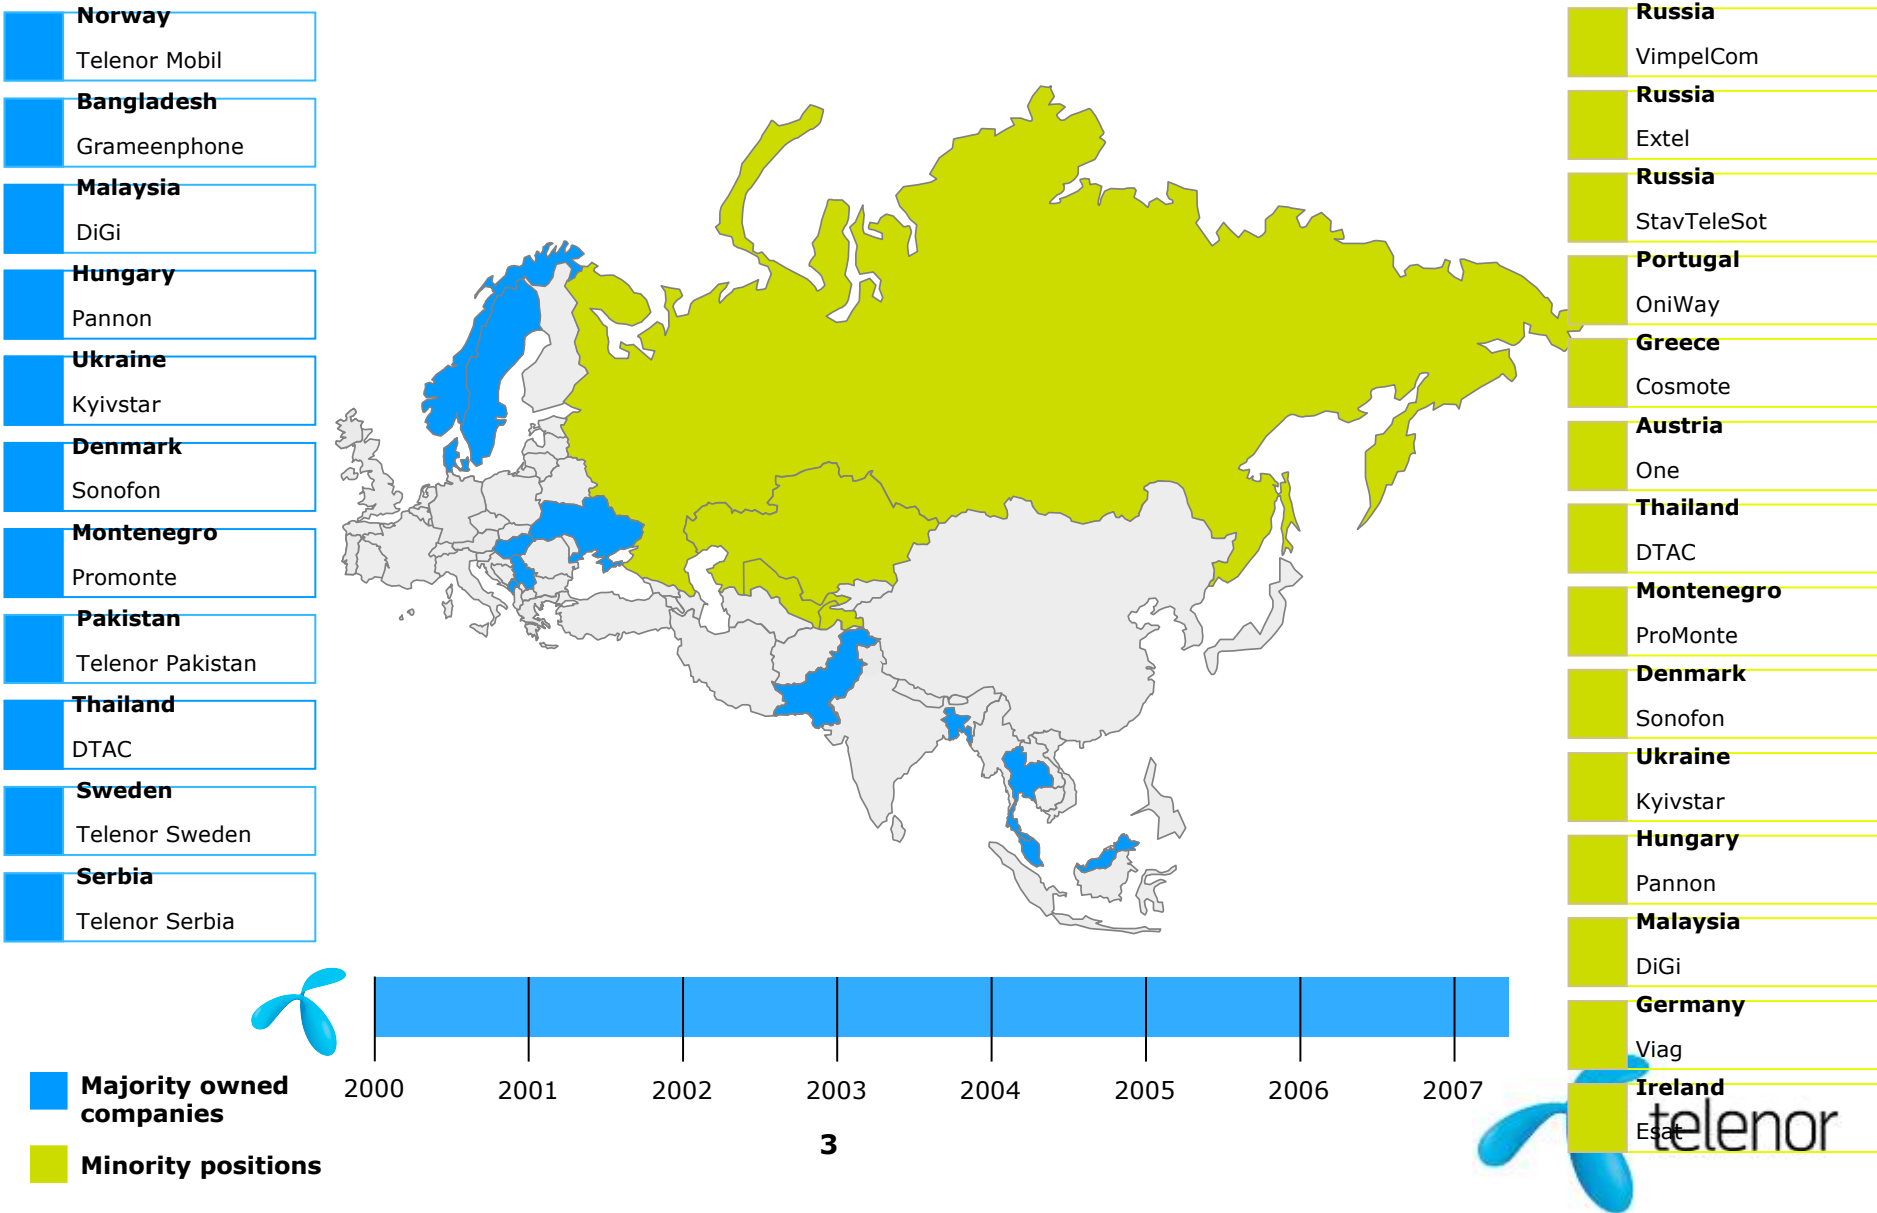 Norway
Telenor Mobil
Bangladesh
Grameenphone
Malaysia
DiGi
Hungary
Pannon
Ukraine
Kyivstar
Denmark
Sonofon
Montenegro
Promonte
Pakistan
Telenor Pakistan
Thailand
DTAC
Sweden
Telenor Sweden
Serbia
Telenor Serbia
Russia
VimpelCom
Russia
Extel
Russia
StavTeleSot
Portugal
OniWay
Greece
Cosmote
Austria
One
Thailand
DTAC
Montenegro
ProMonte
Denmark
Sonofon
Ukraine
Kyivstar
Hungary
Pannon
Malaysia
DiGi
Germany
Viag
Ireland
Esat
2000 2001 2002 2003 2004 2005 2006 2007
Majority owned
companies
Minority positions
3
telenor